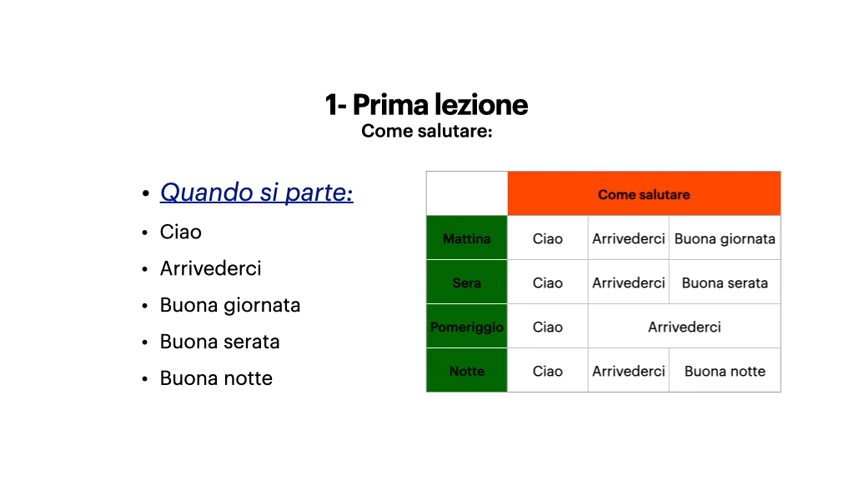 1- Prima lezione
Come salutare:
• Quando si parte:
• Ciao
• Arrivederci
• Buona giornata
• Buona serata
• Buona notte
Come salutare
Mattina Ciao Arrivederci Buona giornata
Sera Ciao Arrivederci Buona serata
Pomeriggio Ciao Arrivederci
Notte Ciao Arrivederci Buona notte